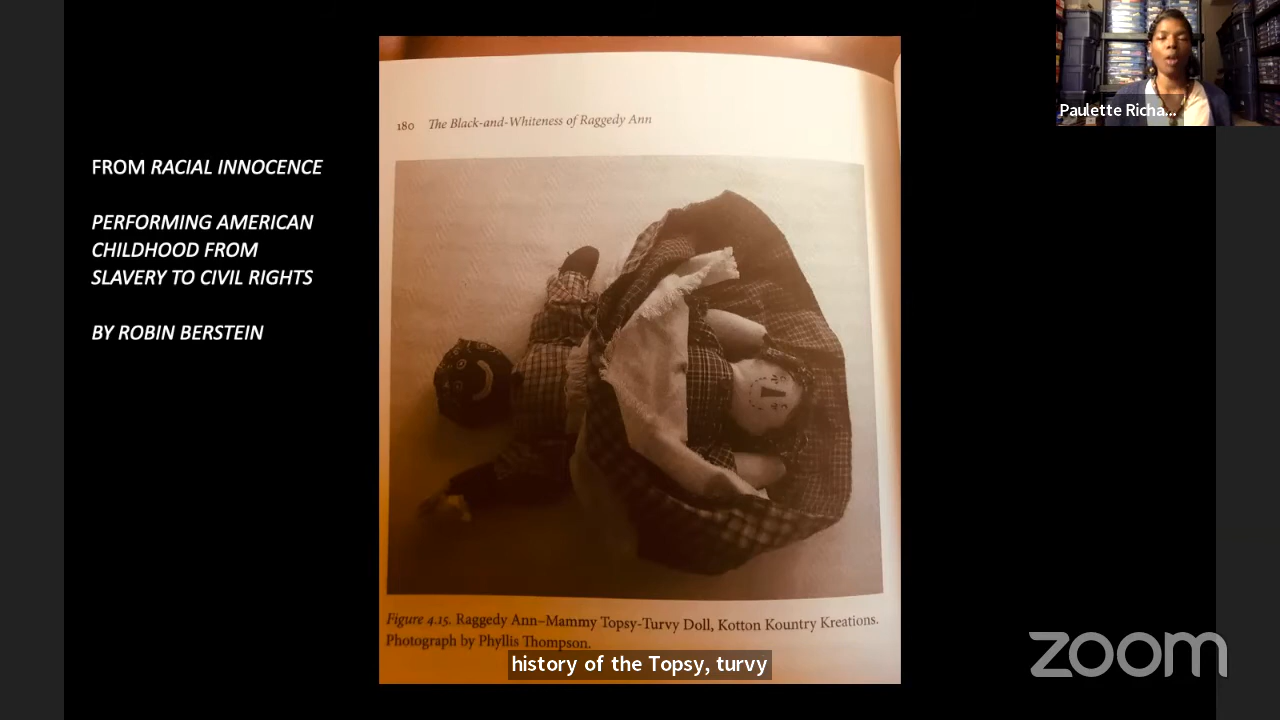 FROM RACIAL INNOCENCE
PERFORMING AMERICAN
CHILDHOOD FROM
SLAVERY TO CIVIL RIGHTS
BY ROBIN BERSTEIN
180 The Black-and-Whiteness of Raggedy Ann
Figure 4.15. Raggedy Ann–Mammy Topsy-Turvy Doll, Kotton Kountry Kreations.
Photograph by Phyllis Thompson.
history of the Topsy, turvy
Paulette Richa...
zoom